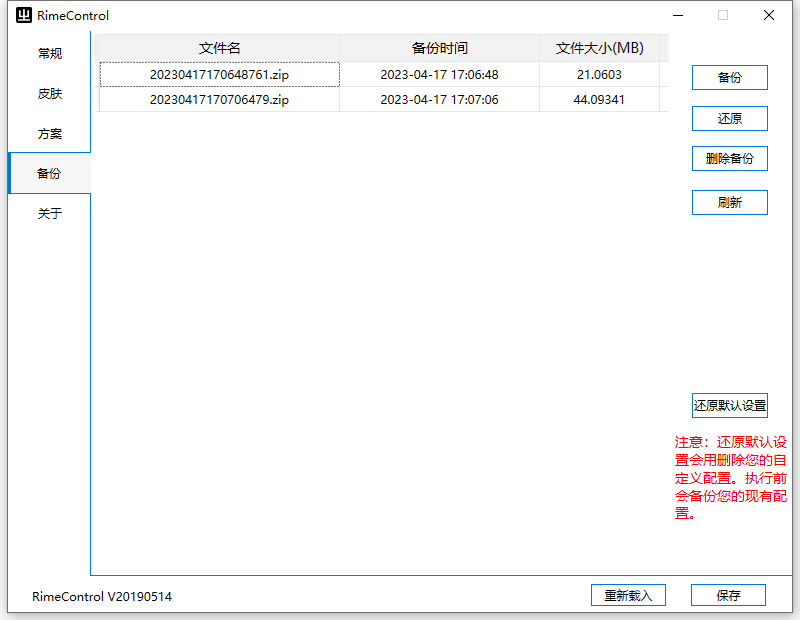 RimeControl
常规
皮肤
方案
备份
关于
文件名 备份时间 文件大小(MB)
20230417170648761.zip 2023-04-17 17:06:48 21.0603
20230417170706479.zip 2023-04-17 17:07:06 44.09341
备份
还原
删除备份
刷新
还原默认设置
注意：还原默认设
置会用删除您的自
定义配置。执行前
会备份您的现有配
置。
RimeControl V20190514
重新载入
保存